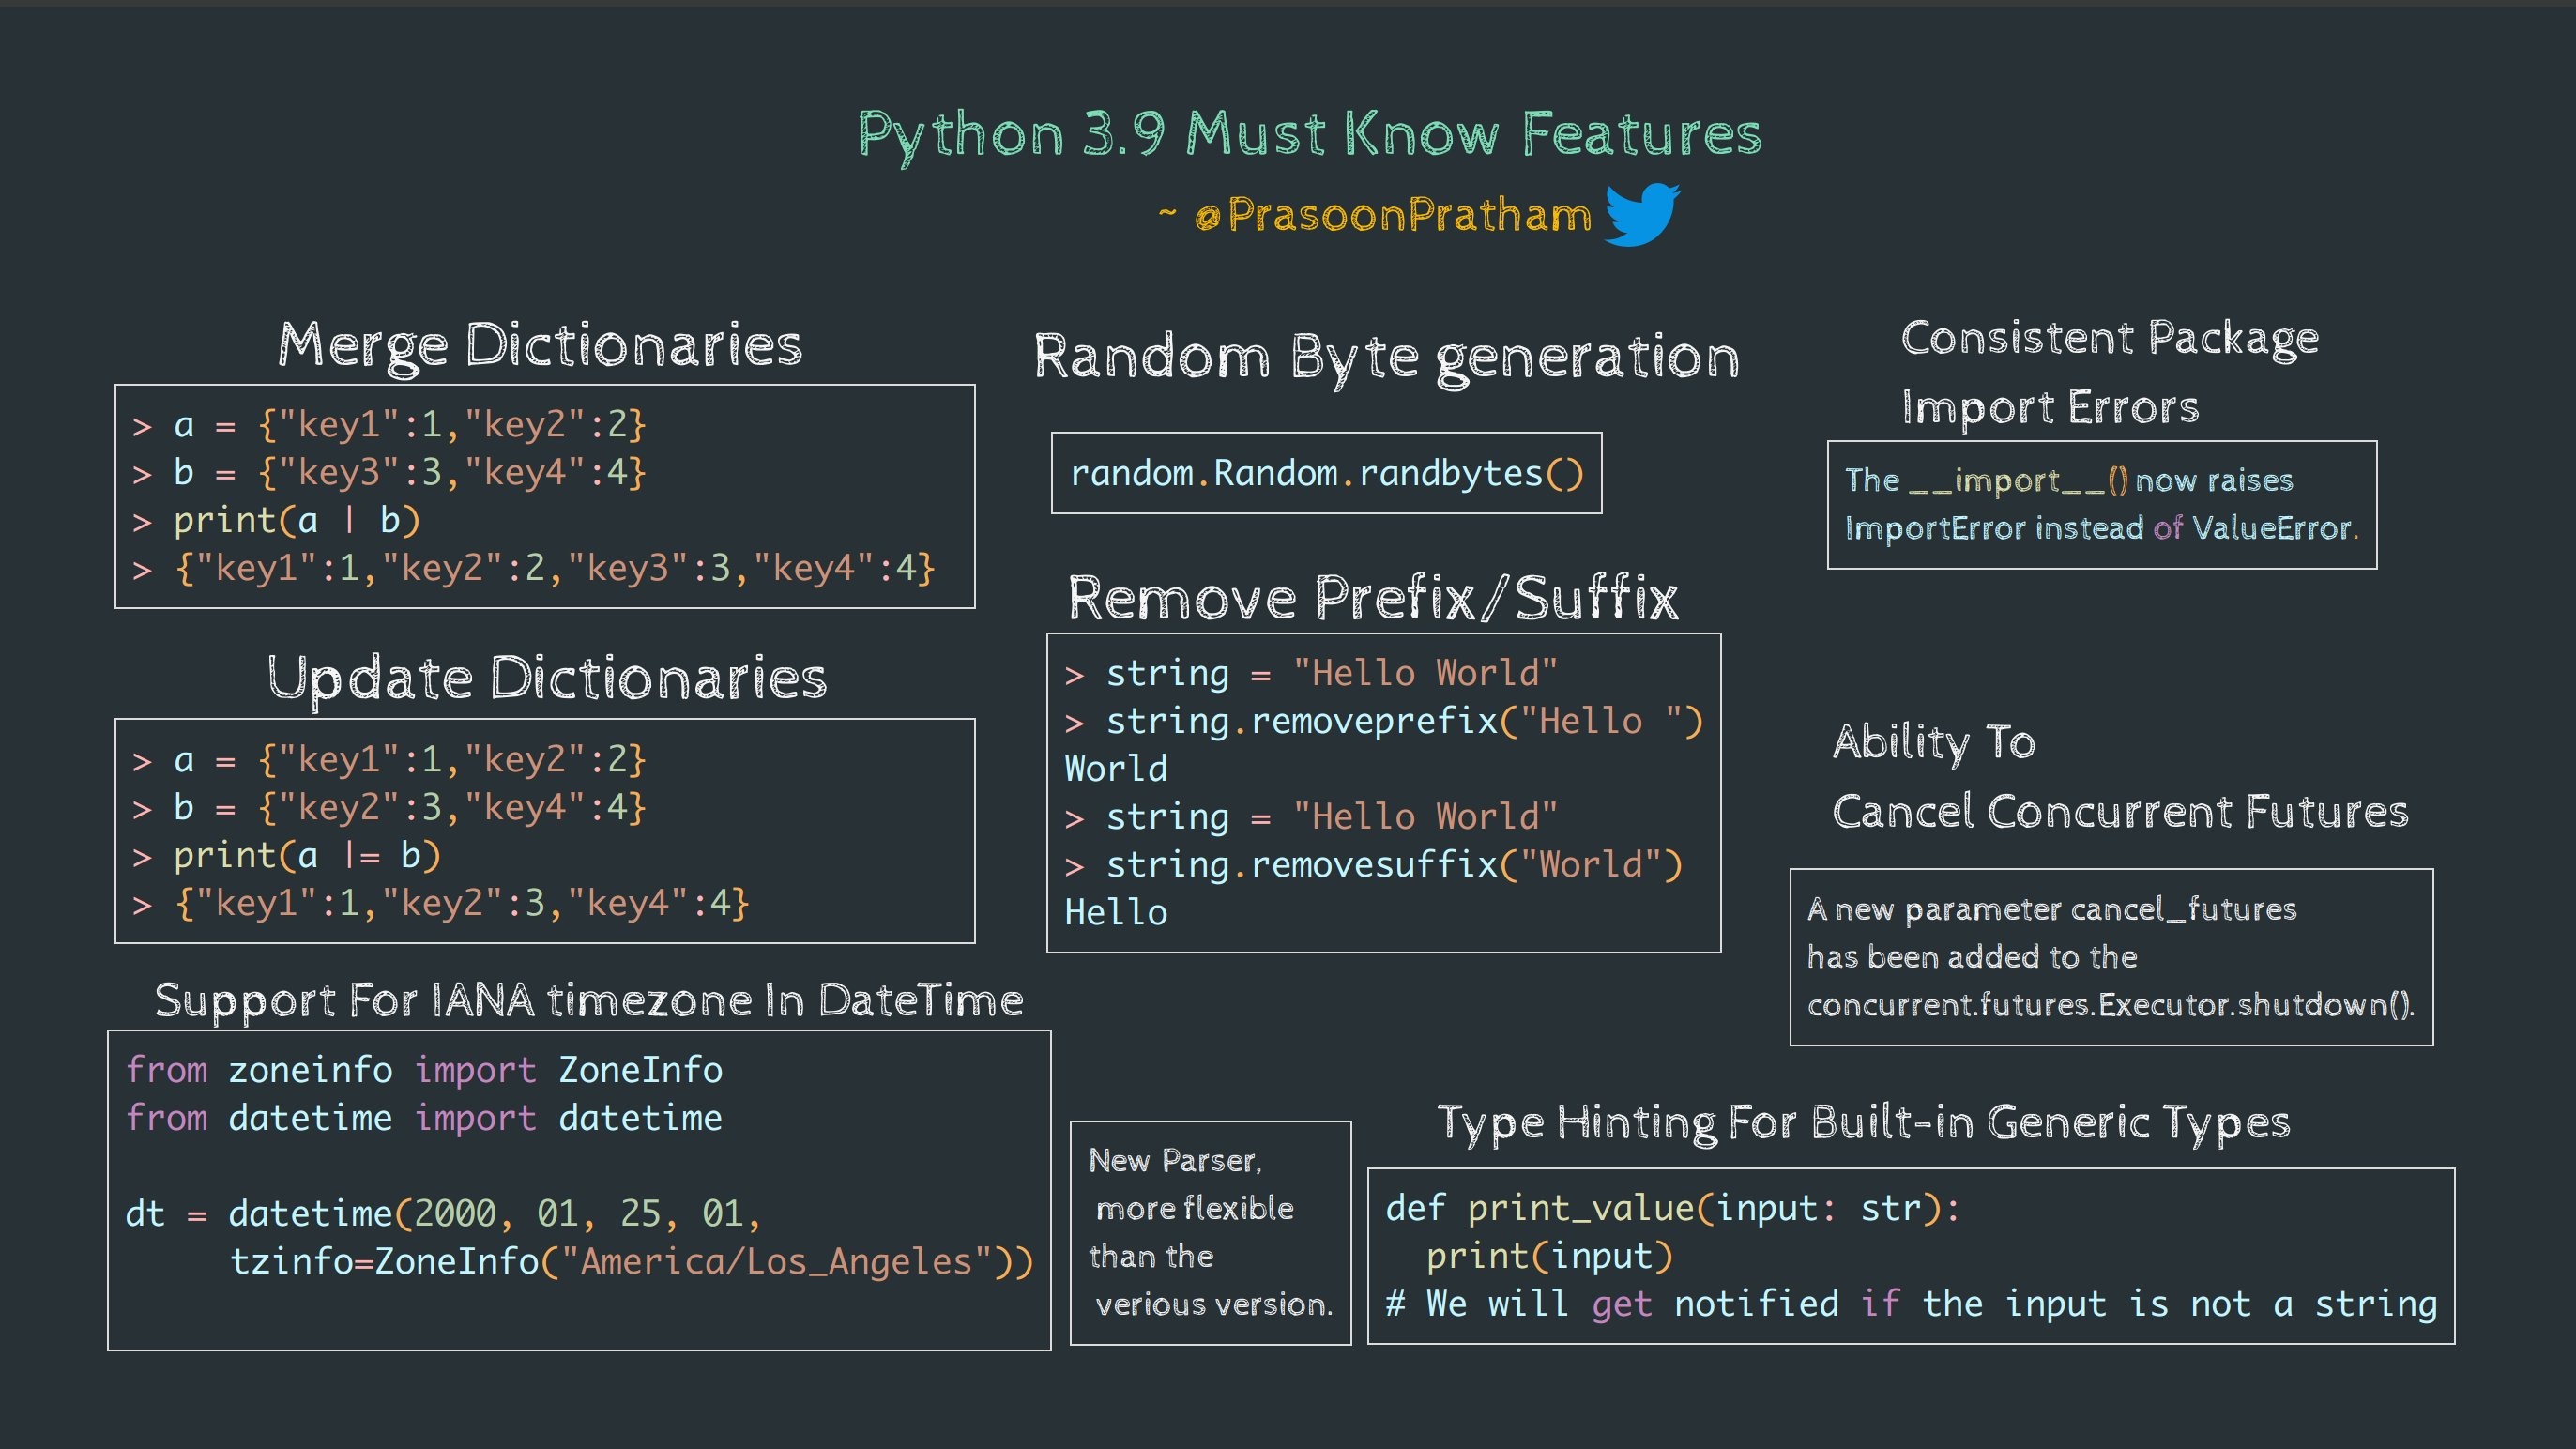 Python 3.9 Must Know Features
~ @PrasoonPratham
Merge Dictionaries
> a = {"key1":1,"key2":2}
> b = {"key3":3,"key4":4}
> print(a | b)
> {"key1":1,"key2":2,"key3":3,"key4":4}
Update Dictionaries
> a = {"key1":1,"key2":2}
> b = {"key2":3,"key4":4}
> print(a |= b)
> {"key1":1,"key2":3,"key4":4}
Support For IANA timezone In DateTime
from zoneinfo import ZoneInfo
from datetime import datetime
dt = datetime(2000, 01, 25, 01,
tzinfo=ZoneInfo("America/Los_Angeles"))
Random Byte generation
random.Random.randbytes()
Remove Prefix/Suffix
> string = "Hello World"
> string.removeprefix("Hello ")
World
> string = "Hello World"
> string.removesuffix("World")
Hello
New Parser,
more flexible
than the
verious version.
Consistent Package
Import Errors
The __import__() now raises
ImportError instead of ValueError.
Ability To
Cancel Concurrent Futures
A new parameter cancel_futures
has been added to the
concurrent.futures.Executor.shutdown().
Type Hinting For Built-in Generic Types
def print_value(input: str):
print(input)
# We will get notified if the input is not a string